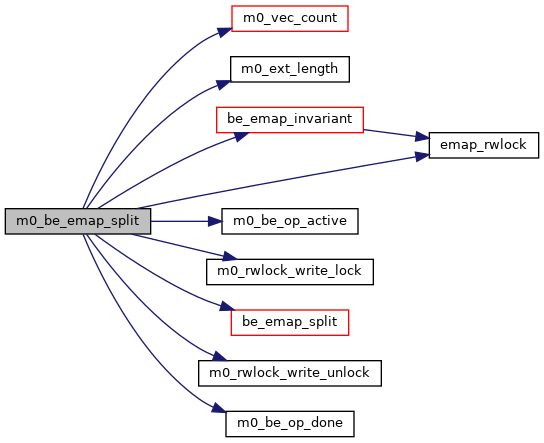 m0_vec_count
m0_ext_length
be_emap_invariant
emap_rwlock
m0_be_emap_split
m0_be_op_active
m0_rwlock_write_lock
be_emap_split
m0_rwlock_write_unlock
m0_be_op_done